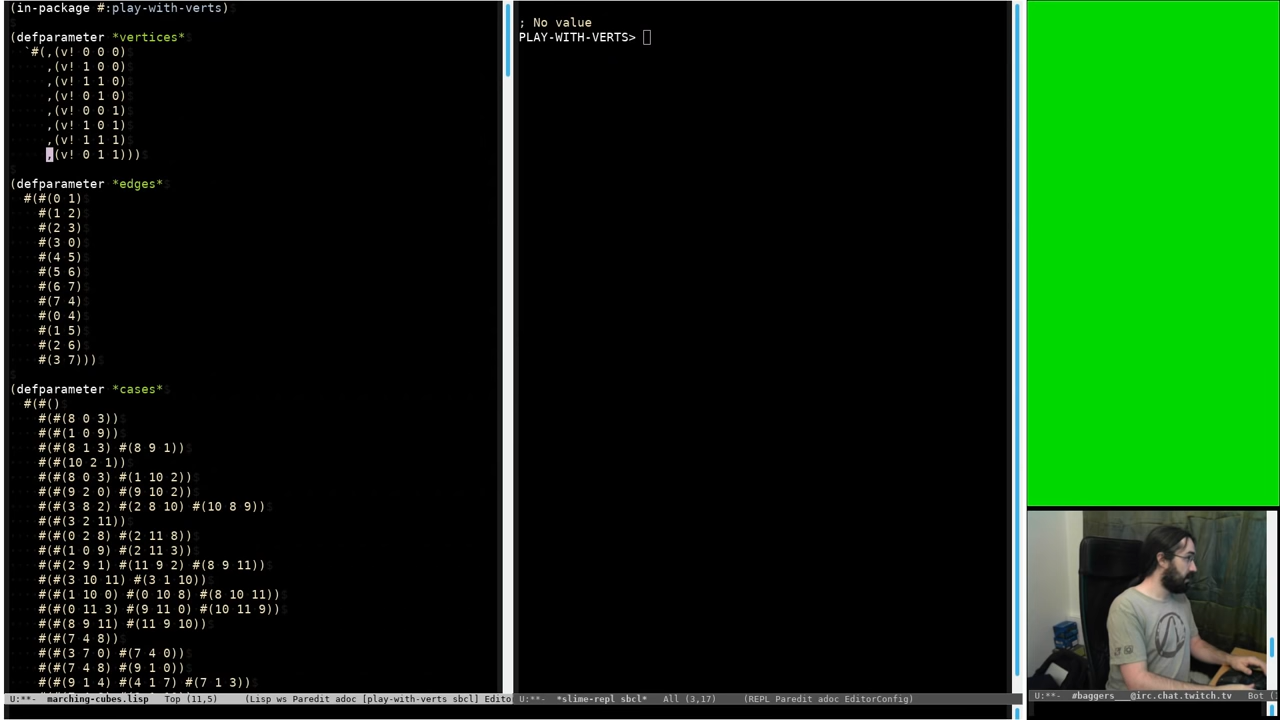 (in-package #:play-with-verts)
(defparameter *vertices*
`#(,(v! 0 0 0)
,(v! 1 0 0)
,(v! 1 1 0)
,(v! 0 1 0)
,(v! 0 0 1)
,(v! 1 0 1)
,(v! 1 1 1)
,(v! 0 1 1)))
(defparameter *edges*
#(#(0 1)
#(1 2)
#(2 3)
#(3 0)
#(4 5)
#(5 6)
#(6 7)
#(7 4)
#(0 4)
#(1 5)
#(2 6)
#(3 7)))
(defparameter *cases*
#(#()
#(#(8 0 3))
#(#(1 0 9))
#(#(8 1 3) #(8 9 1))
#(#(10 2 1))
#(#(8 0 3) #(1 10 2))
#(#(9 2 0) #(9 10 2))
#(#(3 8 2) #(2 8 10) #(10 8 9))
#(#(3 2 11))
#(#(0 2 8) #(2 11 8))
#(#(1 0 9) #(2 11 3))
#(#(2 9 1) #(11 9 2) #(8 9 11))
#(#(3 10 11) #(3 1 10))
#(#(1 10 0) #(0 10 8) #(8 10 11))
#(#(0 11 3) #(9 11 0) #(10 11 9))
#(#(8 9 11) #(11 9 10))
#(#(7 4 8))
#(#(3 7 0) #(7 4 0))
#(#(7 4 8) #(9 1 0))
#(#(9 1 4) #(4 1 7) #(7 1 3))
U:**- marching-cubes.lisp Top (11,5) (Lisp ws Paredit adoc [play-with-verts sbcl] Edito
; No value
PLAY-WITH-VERTS>
U:**- *slime-repl sbcl* All (3,17) (REPL Paredit adoc EditorConfig)
U:**- #baggers___@irc.chat.twitch.tv Bot (